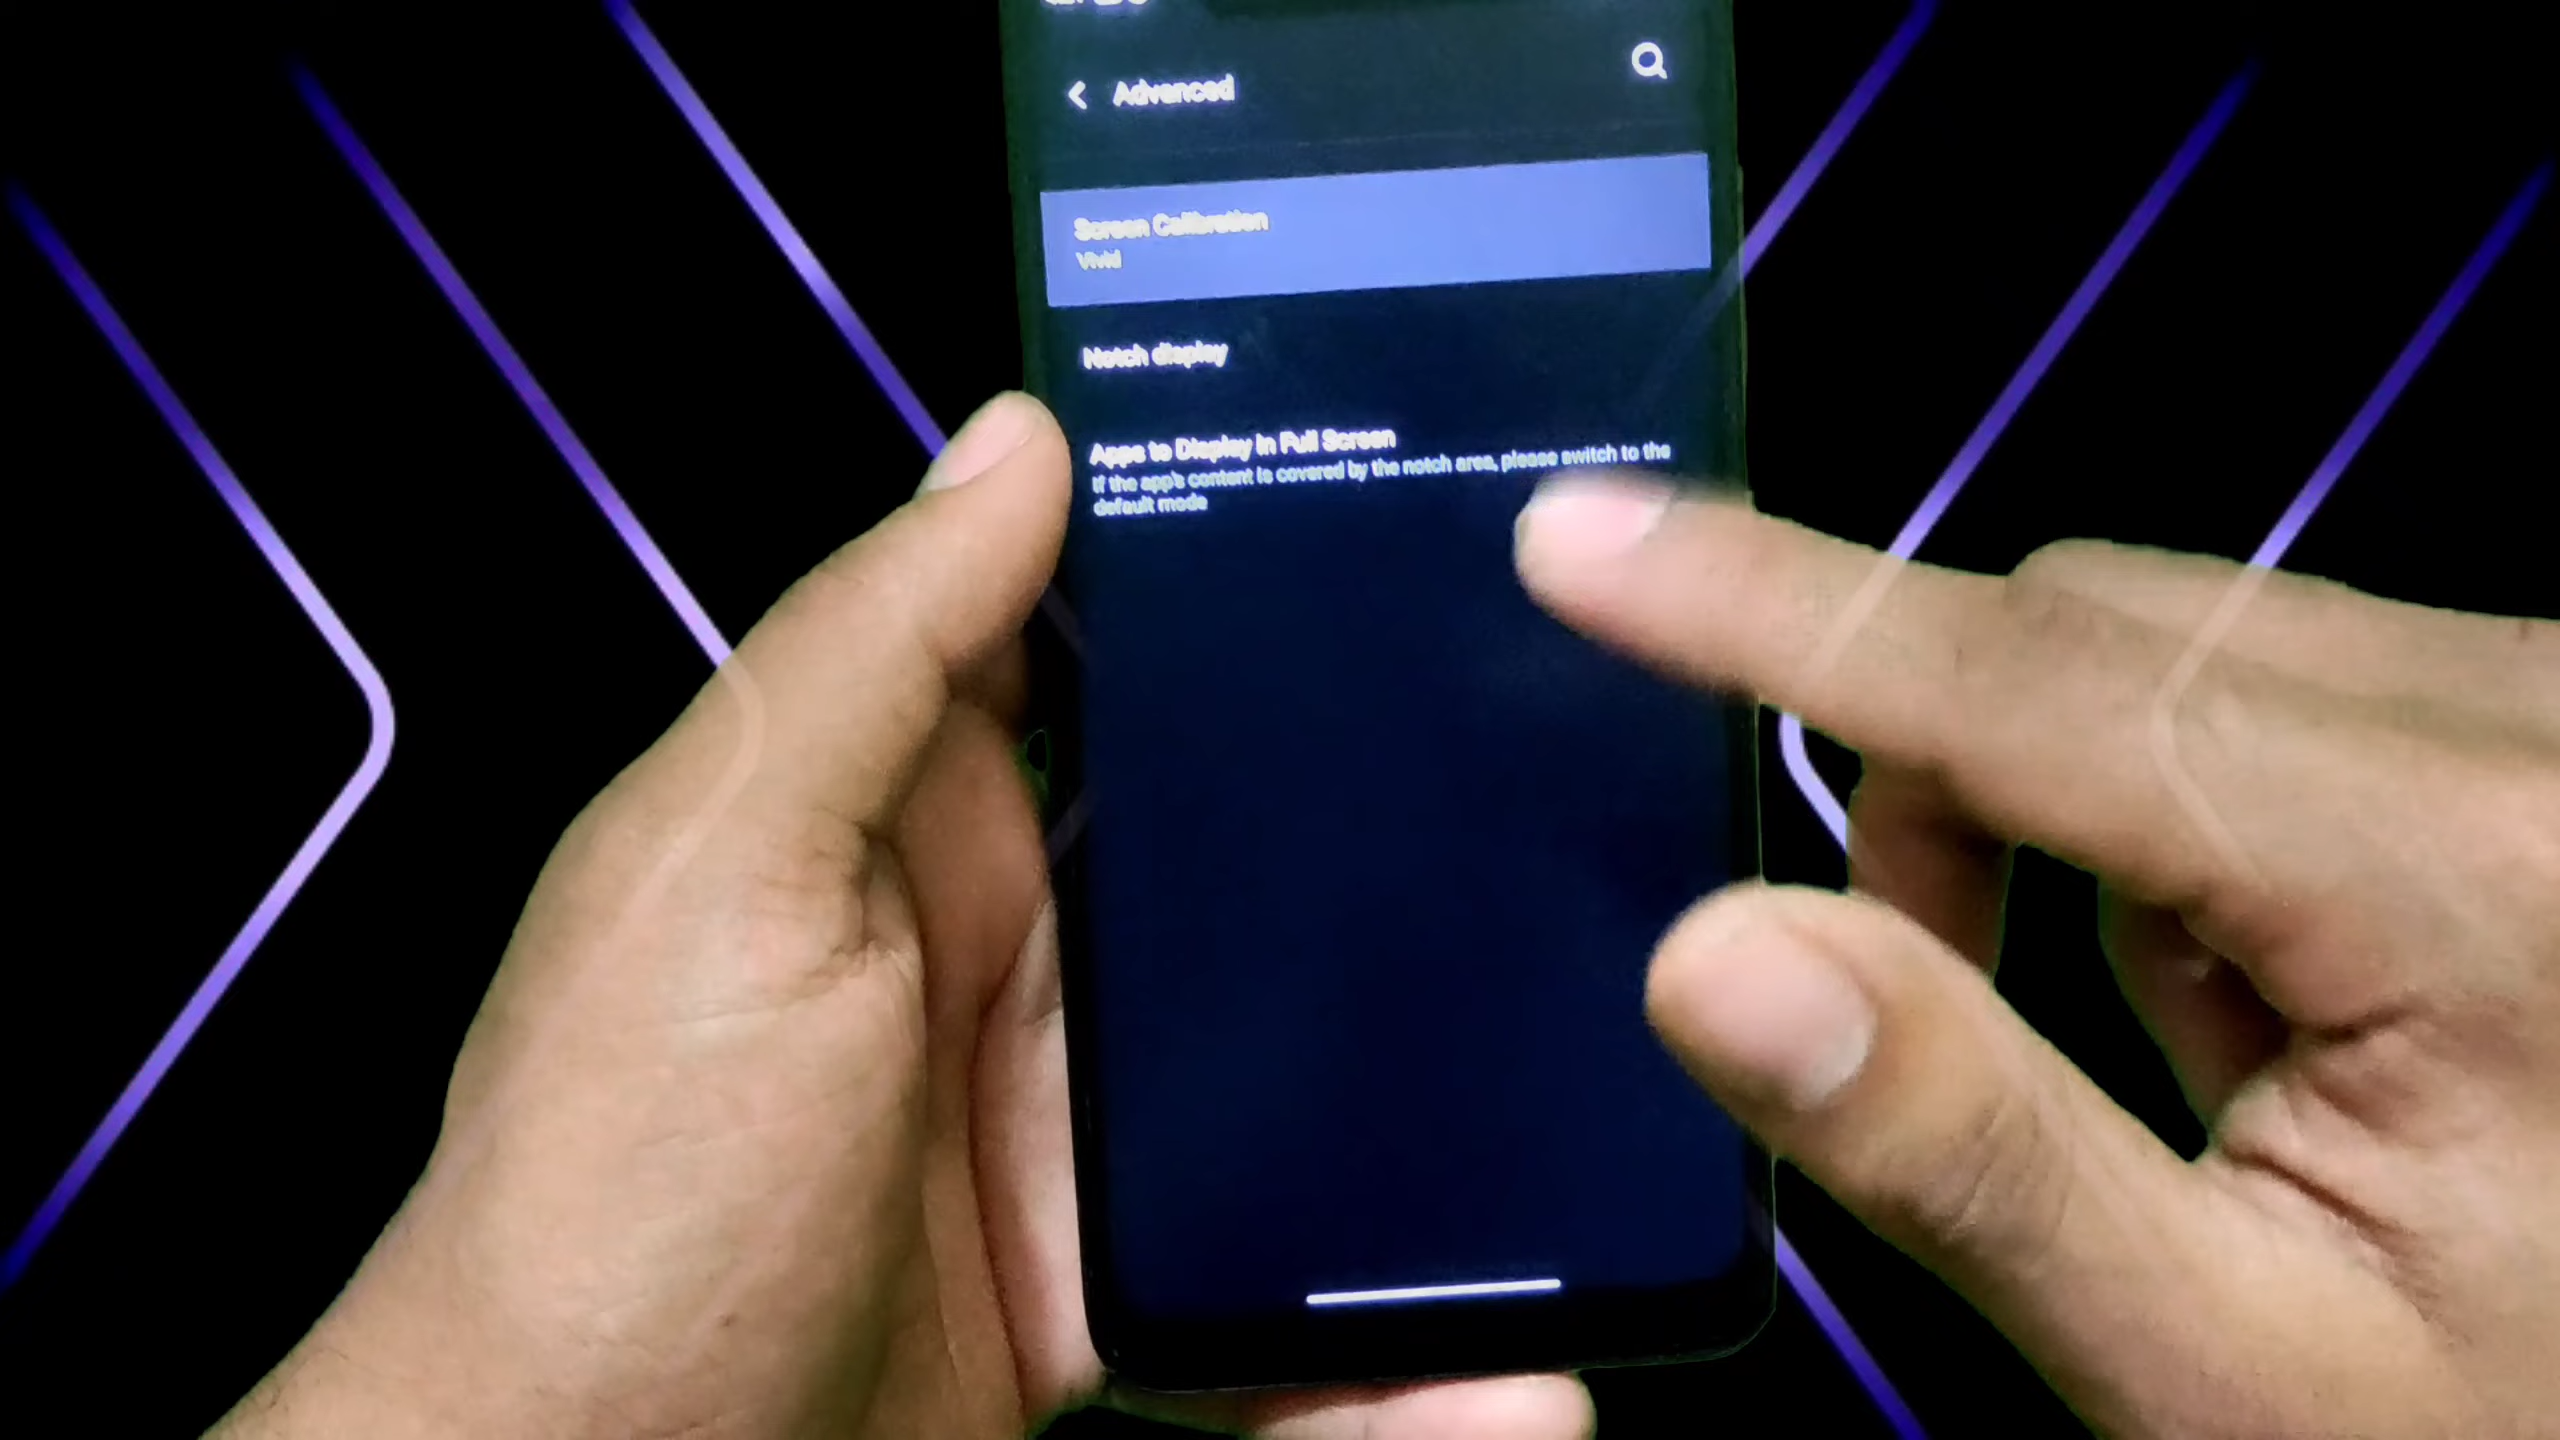 Advanced
Screen Calibration
Vivid
Notch display
Apps to Display in Full Screen
If the app's content is covered by the notch area, please switch to the
default mode